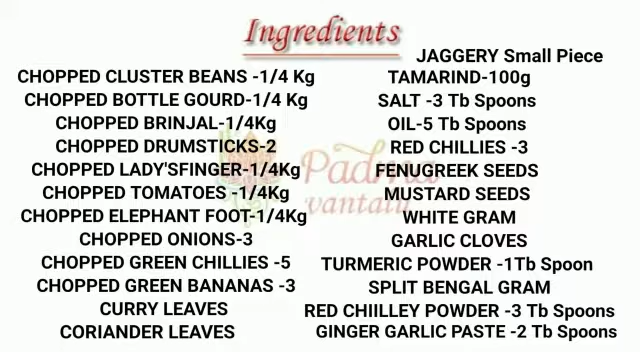 Ingredients
CHOPPED CLUSTER BEANS -1/4 Kg
CHOPPED BOTTLE GOURD-1/4 Kg
CHOPPED BRINJAL-1/4Kg
CHOPPED DRUMSTICKS-2
CHOPPED LADY'SFINGER-1/4Kg
CHOPPED TOMATOES -1/4Kg
CHOPPED ELEPHANT FOOT-1/4Kg
CHOPPED ONIONS-3
CHOPPED GREEN CHILLIES -5
CHOPPED GREEN BANANAS -3
CURRY LEAVES
CORIANDER LEAVES
JAGGERY Small Piece
TAMARIND-100g
SALT -3 Tb Spoons
OIL-5 Tb Spoons
RED CHILLIES -3
FENUGREEK SEEDS
MUSTARD SEEDS
WHITE GRAM
GARLIC CLOVES
TURMERIC POWDER -1Tb Spoon
SPLIT BENGAL GRAM
RED CHIILLEY POWDER -3 Tb Spoons
GINGER GARLIC PASTE -2 Tb Spoons
Padma
vantalu